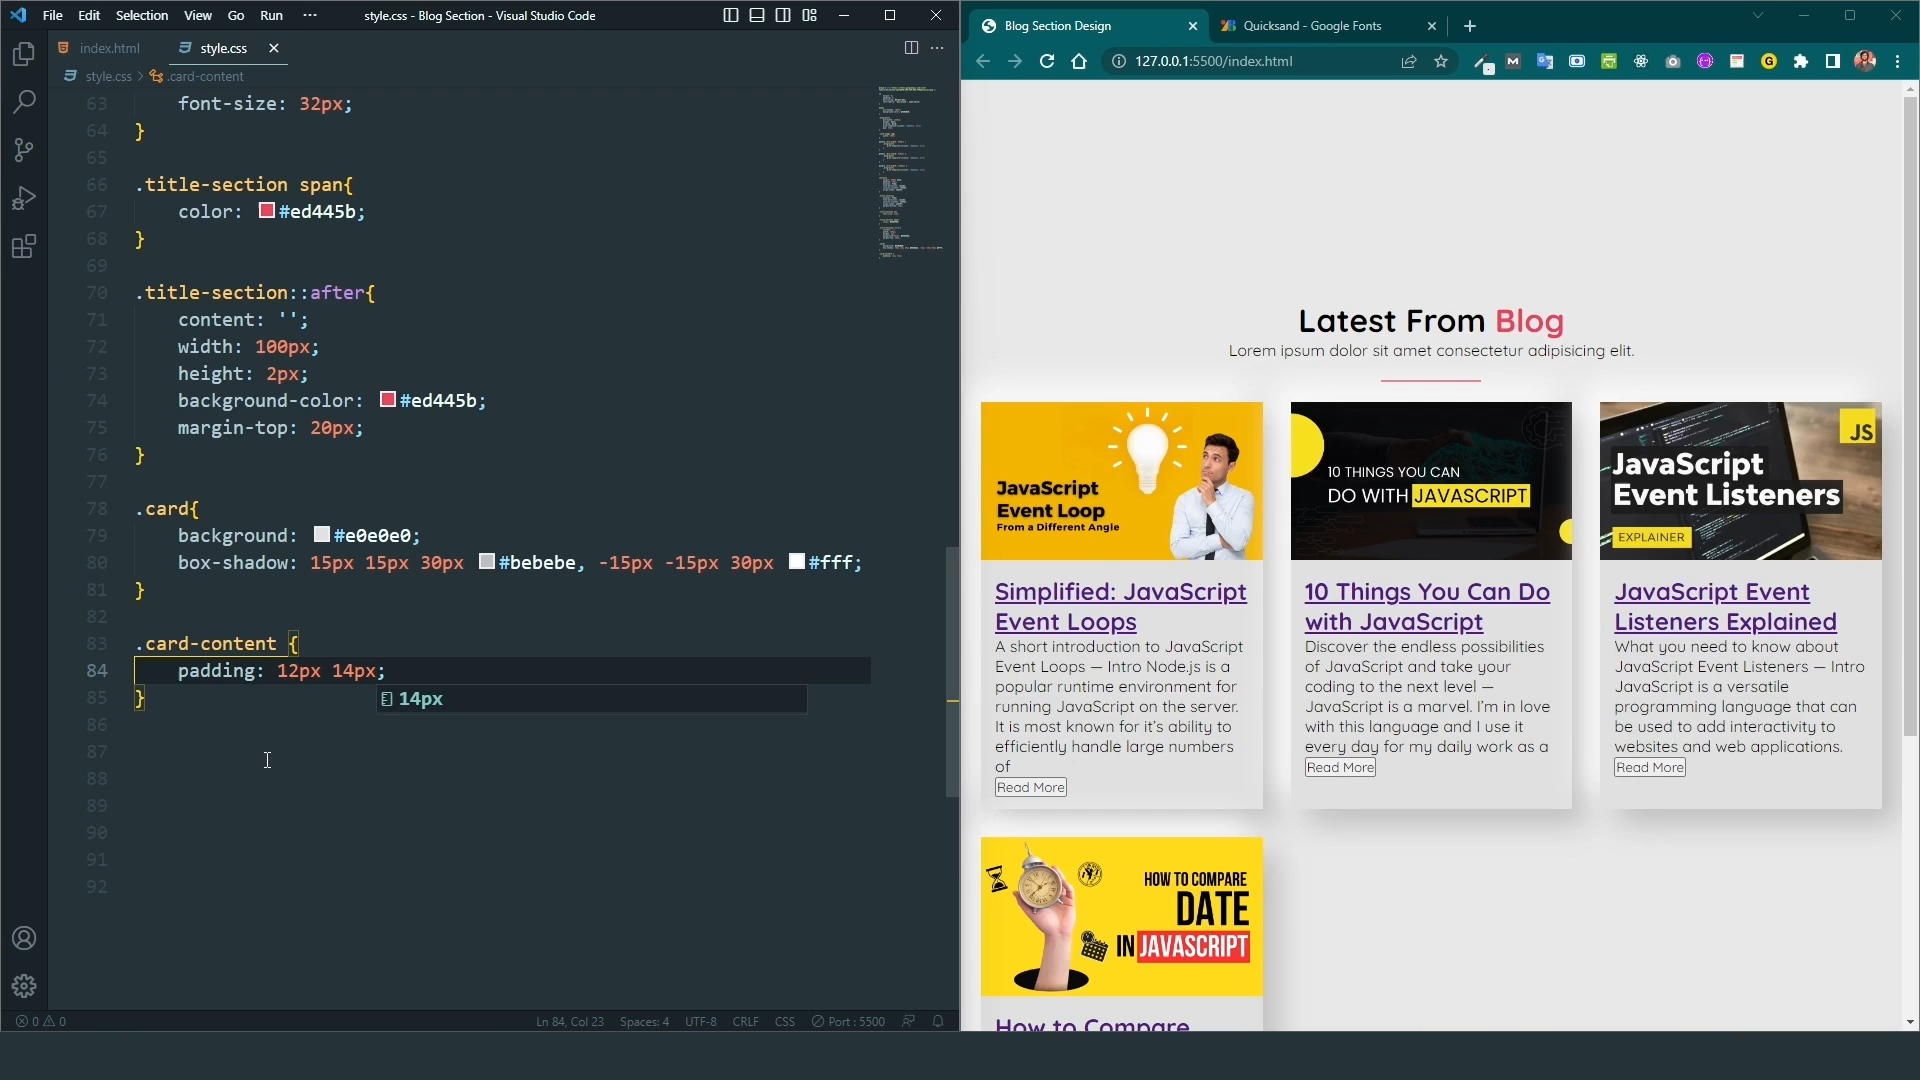 File Edit Selection View Go Run ··· style.css - Blog Section - Visual Studio Code
index.html style.css
style.css > .card-content
63 font-size: 32px;
64 }
65
66 .title-section span{
67 color: #ed445b;
68 }
69
70 .title-section::after{
71 content: '';
72 width: 100px;
73 height: 2px;
74 background-color: #ed445b;
75 margin-top: 20px;
76 }
77
78 .card{
79 background: #e0e0e0;
80 box-shadow: 15px 15px 30px #bebebe, -15px -15px 30px #fff;
81 }
82
83 .card-content {
84 padding: 12px 14px;
14px
85 }
86
87
88
89
90
91
92
0 0 Ln 84, Col 23 Spaces: 4 UTF-8 CRLF CSS Port : 5500
Blog Section Design Quicksand - Google Fonts
127.0.0.1:5500/index.html
Latest From Blog
Lorem ipsum dolor sit amet consectetur adipisicing elit.
JavaScript
Event Loop
From a Different Angle
Simplified: JavaScript
Event Loops
A short introduction to JavaScript
Event Loops — Intro Node.js is a
popular runtime environment for
running JavaScript on the server.
It is most known for it's ability to
efficiently handle large numbers
of
Read More
10 THINGS YOU CAN
DO WITH JAVASCRIPT
10 Things You Can Do
with JavaScript
Discover the endless possibilities
of JavaScript and take your
coding to the next level —
JavaScript is a marvel. I'm in love
with this language and I use it
every day for my daily work as a
Read More
JS
JavaScript
Event Listeners
EXPLAINER
JavaScript Event
Listeners Explained
What you need to know about
JavaScript Event Listeners — Intro
JavaScript is a versatile
programming language that can
be used to add interactivity to
websites and web applications.
Read More
HOW TO COMPARE
DATE
IN JAVASCRIPT
How to Compare